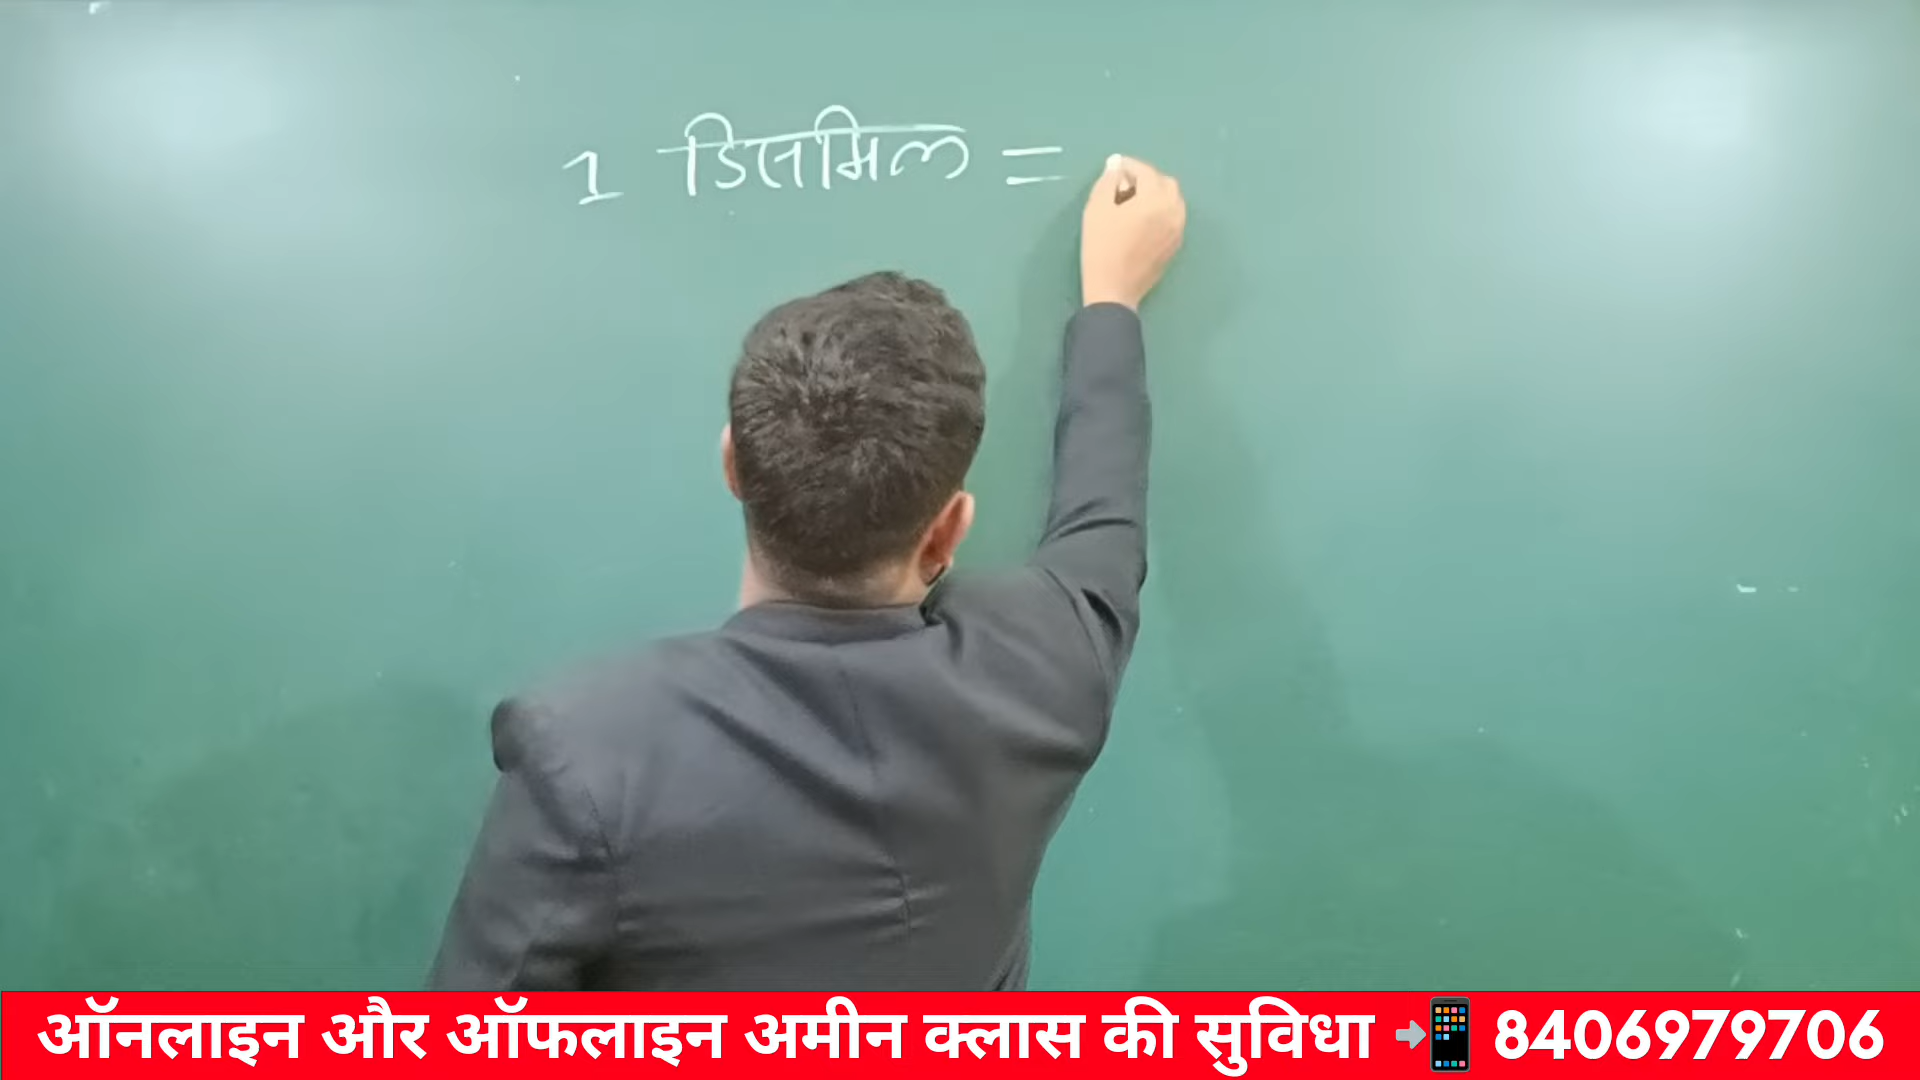 1 डिसमिल =
ऑनलाइन और ऑफलाइन अमीन क्लास की सुविधा 8406979706